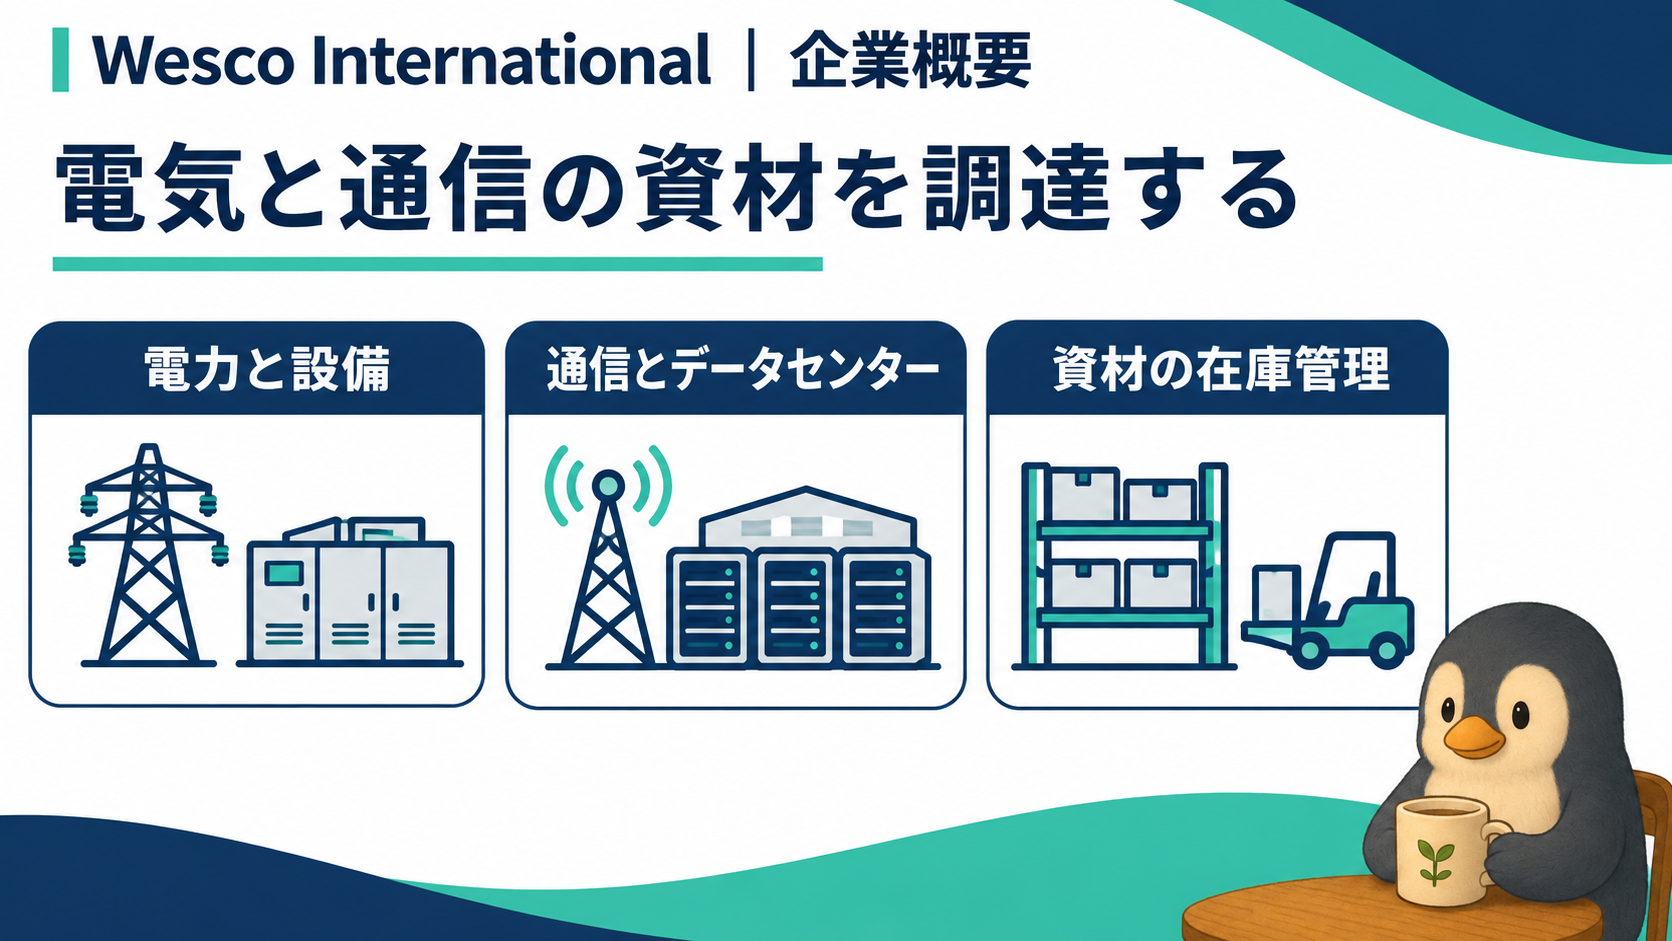 Wesco International｜企業概要
電気と通信の資材を調達する
電力と設備
通信とデータセンター
資材の在庫管理